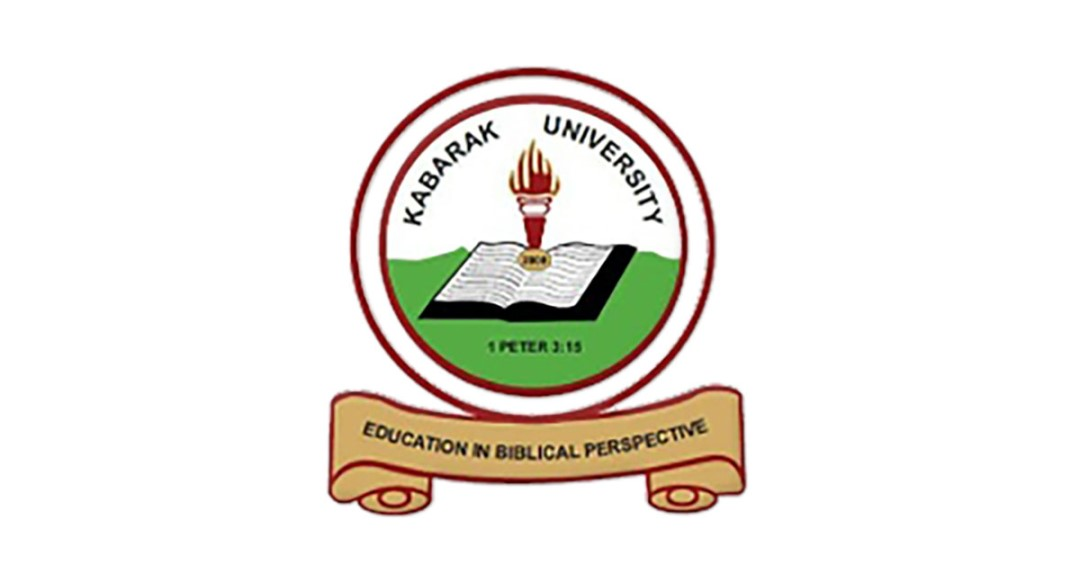 KABARAK UNIVERSITY
1 PETER 3:15
EDUCATION IN BIBLICAL PERSPECTIVE